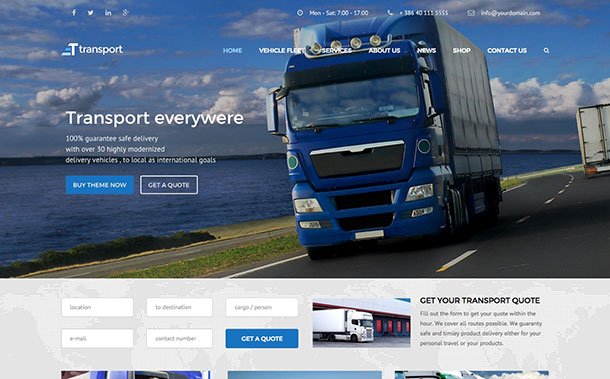 Mon - Sat: 7:00 - 17:00
+ 386 40 111 5555
info@yourdomain.com
transport
HOME VEHICLE FLEET SERVICES ABOUT US NEWS SHOP CONTACT US
Transport everywere
100% guarantee safe delivery
with over 30 highly modernized
delivery vehicles , to local as international goals
BUY THEME NOW
GET A QUOTE
location
to destination
cargo / person
e-mail
contact number
GET A QUOTE
GET YOUR TRANSPORT QUOTE
Fill out the form to get your quote within the
hour. We cover all routes possible. We guaranty
safe and timley product delivery either for your
personal travel or your products.